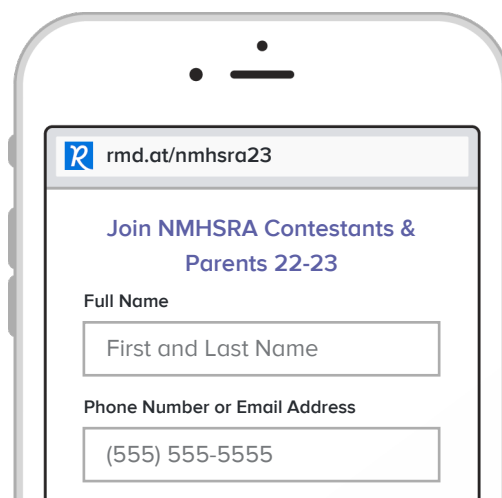 rmd.at/nmhsra23
Join NMHSRA Contestants &
Parents 22-23
Full Name
First and Last Name
Phone Number or Email Address
(555) 555-5555